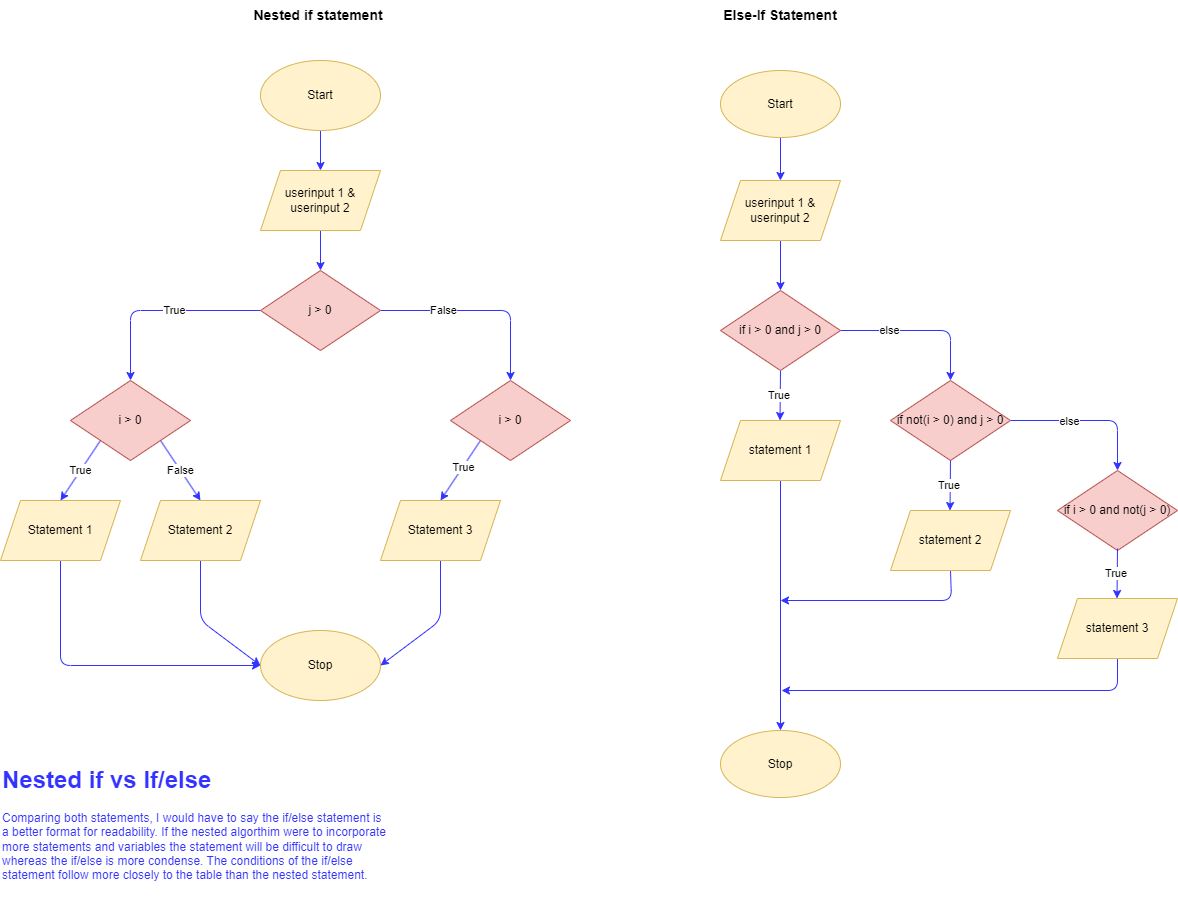 Nested if statement
Start
userinput 1 &
userinput 2
j > 0
True
False
i > 0
i > 0
True
False
True
Statement 1
Statement 2
Statement 3
Stop
Else-If Statement
Start
userinput 1 &
userinput 2
if i > 0 and j > 0
else
True
statement 1
if not(i > 0) and j > 0
else
True
statement 2
if i > 0 and not(j > 0)
True
statement 3
Stop
Nested if vs If/else
Comparing both statements, I would have to say the if/else statement is
a better format for readability. If the nested algorthim were to incorporate
more statements and variables the statement will be difficult to draw
whereas the if/else is more condense. The conditions of the if/else
statement follow more closely to the table than the nested statement.